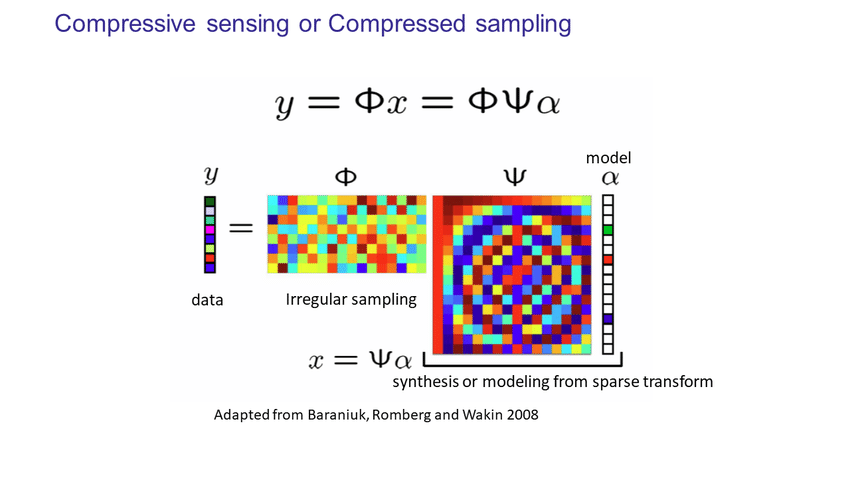 Compressive sensing or Compressed sampling
y = Φx = ΦΨα
model
y
Φ
Ψ
α
=
data
Irregular sampling
x = Ψα
synthesis or modeling from sparse transform
Adapted from Baraniuk, Romberg and Wakin 2008